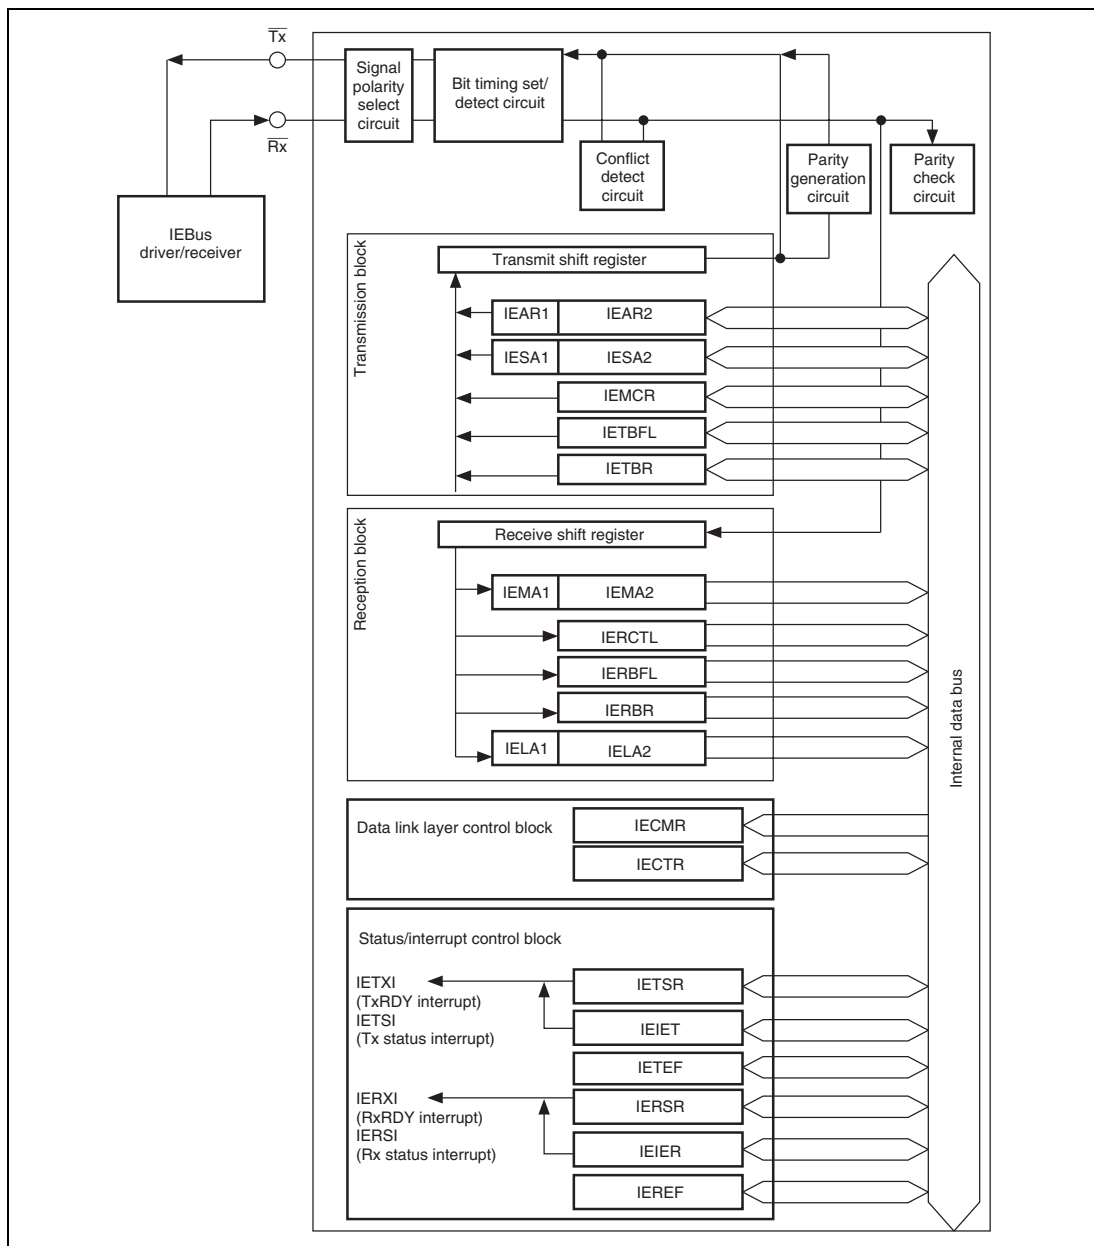 Tx
Signal
polarity
select
circuit
Bit timing set/
detect circuit
Rx
Conflict
detect
circuit
Parity
generation
circuit
Parity
check
circuit
IEBus
driver/receiver
Transmission block
Transmit shift register
IEAR1 IEAR2
IESA1 IESA2
IEMCR
IETBFL
IETBR
Reception block
Receive shift register
IEMA1 IEMA2
IERCTL
IERBFL
IERBR
IELA1 IELA2
Internal data bus
Data link layer control block
IECMR
IECTR
Status/interrupt control block
IETXI
(TxRDY interrupt)
IETSI
(Tx status interrupt)
IETSR
IEIET
IETEF
IERXI
(RxRDY interrupt)
IERSI
(Rx status interrupt)
IERSR
IEIER
IEREF